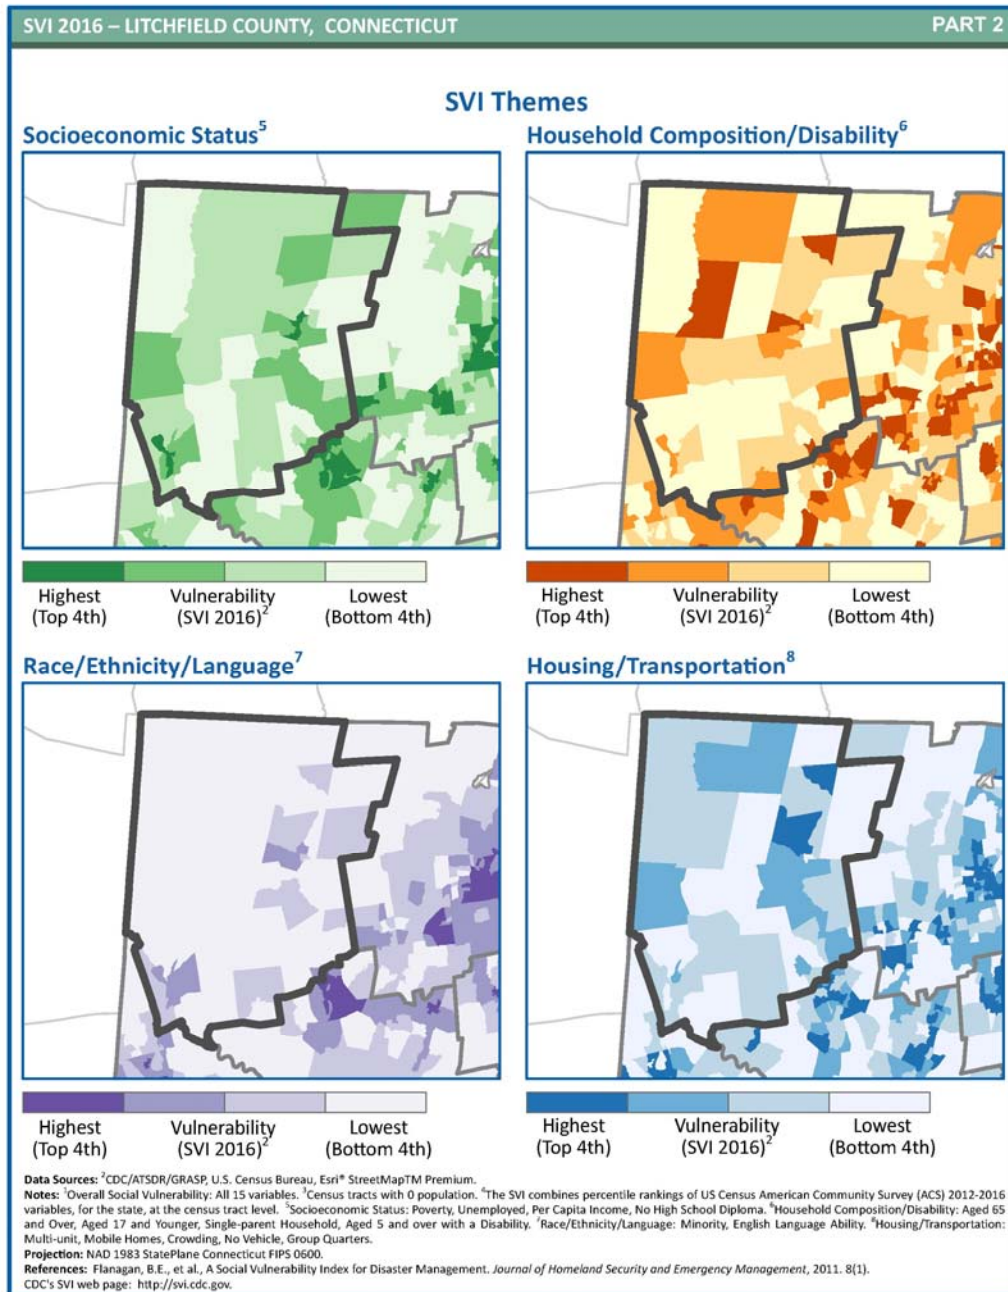 SVI 2016 – LITCHFIELD COUNTY, CONNECTICUT PART 2
SVI Themes
Socioeconomic Status⁵ Household Composition/Disability⁶
Highest (Top 4th) Vulnerability (SVI 2016)² Lowest (Bottom 4th)
Highest (Top 4th) Vulnerability (SVI 2016)² Lowest (Bottom 4th)
Race/Ethnicity/Language⁷ Housing/Transportation⁸
Highest (Top 4th) Vulnerability (SVI 2016)² Lowest (Bottom 4th)
Highest (Top 4th) Vulnerability (SVI 2016)² Lowest (Bottom 4th)
Data Sources: ²CDC/ATSDR/GRASP, U.S. Census Bureau, Esri® StreetMapTM Premium.
Notes: ¹Overall Social Vulnerability: All 15 variables. ³Census tracts with 0 population. ⁴The SVI combines percentile rankings of US Census American Community Survey (ACS) 2012-2016
variables, for the state, at the census tract level. ⁵Socioeconomic Status: Poverty, Unemployed, Per Capita Income, No High School Diploma. ⁶Household Composition/Disability: Aged 65
and Over, Aged 17 and Younger, Single-parent Household, Aged 5 and over with a Disability. ⁷Race/Ethnicity/Language: Minority, English Language Ability. ⁸Housing/Transportation:
Multi-unit, Mobile Homes, Crowding, No Vehicle, Group Quarters.
Projection: NAD 1983 StatePlane Connecticut FIPS 0600.
References: Flanagan, B.E., et al., A Social Vulnerability Index for Disaster Management. Journal of Homeland Security and Emergency Management, 2011. 8(1).
CDC's SVI web page: http://svi.cdc.gov.